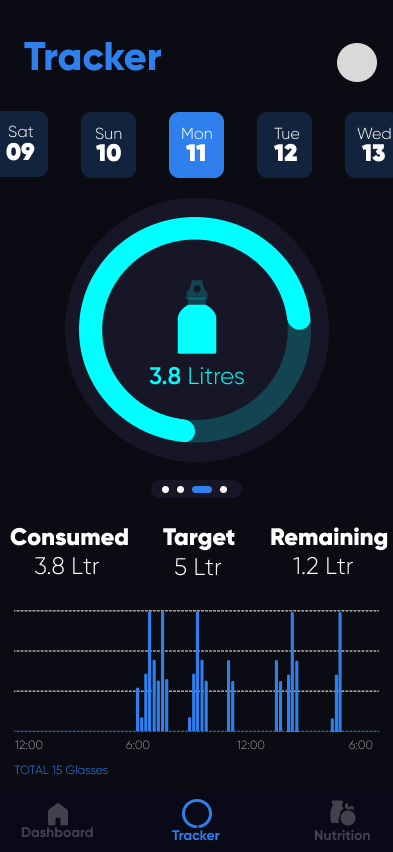 Tracker
Sat Sun Mon Tue Wed
09 10 11 12 13
3.8 Litres
Consumed Target Remaining
3.8 Ltr 5 Ltr 1.2 Ltr
12:00 6:00 12:00 6:00
TOTAL 15 Glasses
Dashboard Tracker Nutrition